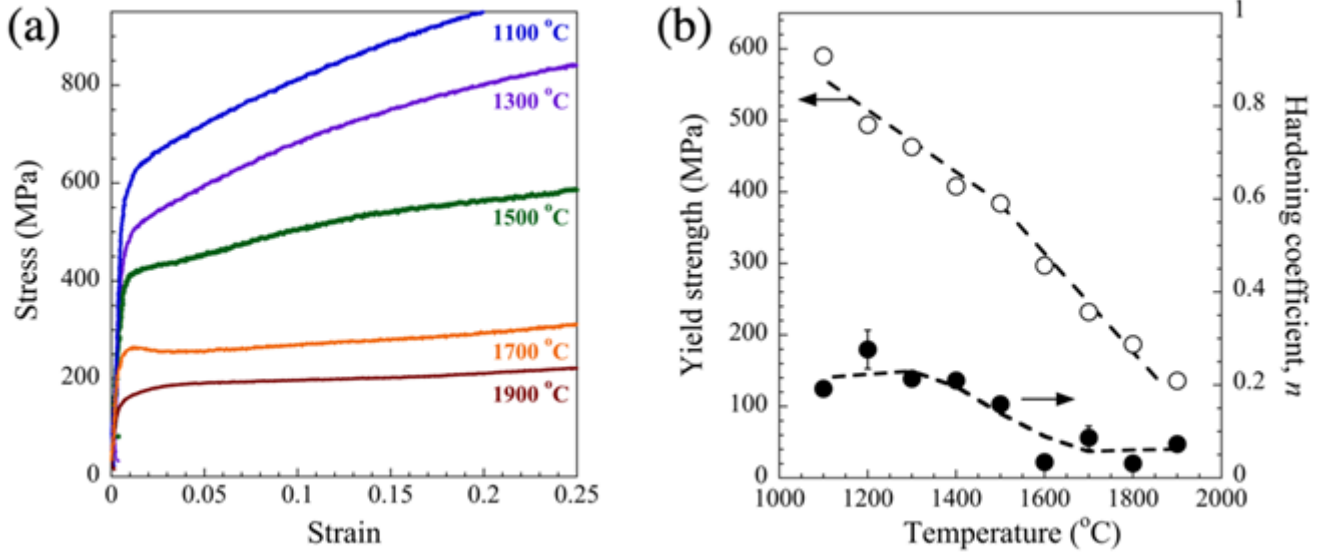 (a)
Stress (MPa)
800
600
400
200
0
1100 °C
1300 °C
1500 °C
1700 °C
1900 °C
0 0.05 0.1 0.15 0.2 0.25
Strain
(b)
Yield strength (MPa)
600
500
400
300
200
100
0
1000 1200 1400 1600 1800 2000
Temperature (°C)
1
0.8
0.6
0.4
0.2
0
Hardening coefficient, n